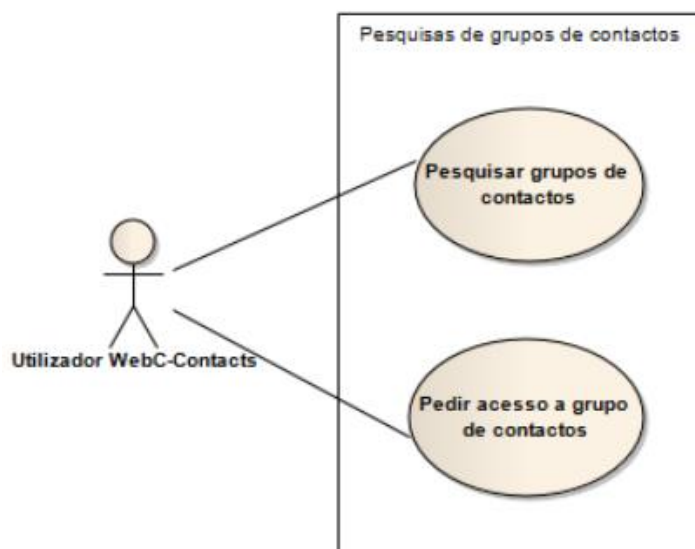 Pesquisas de grupos de contactos
Pesquisar grupos de
contactos
Utilizador WebC-Contacts
Pedir acesso a grupo
de contactos